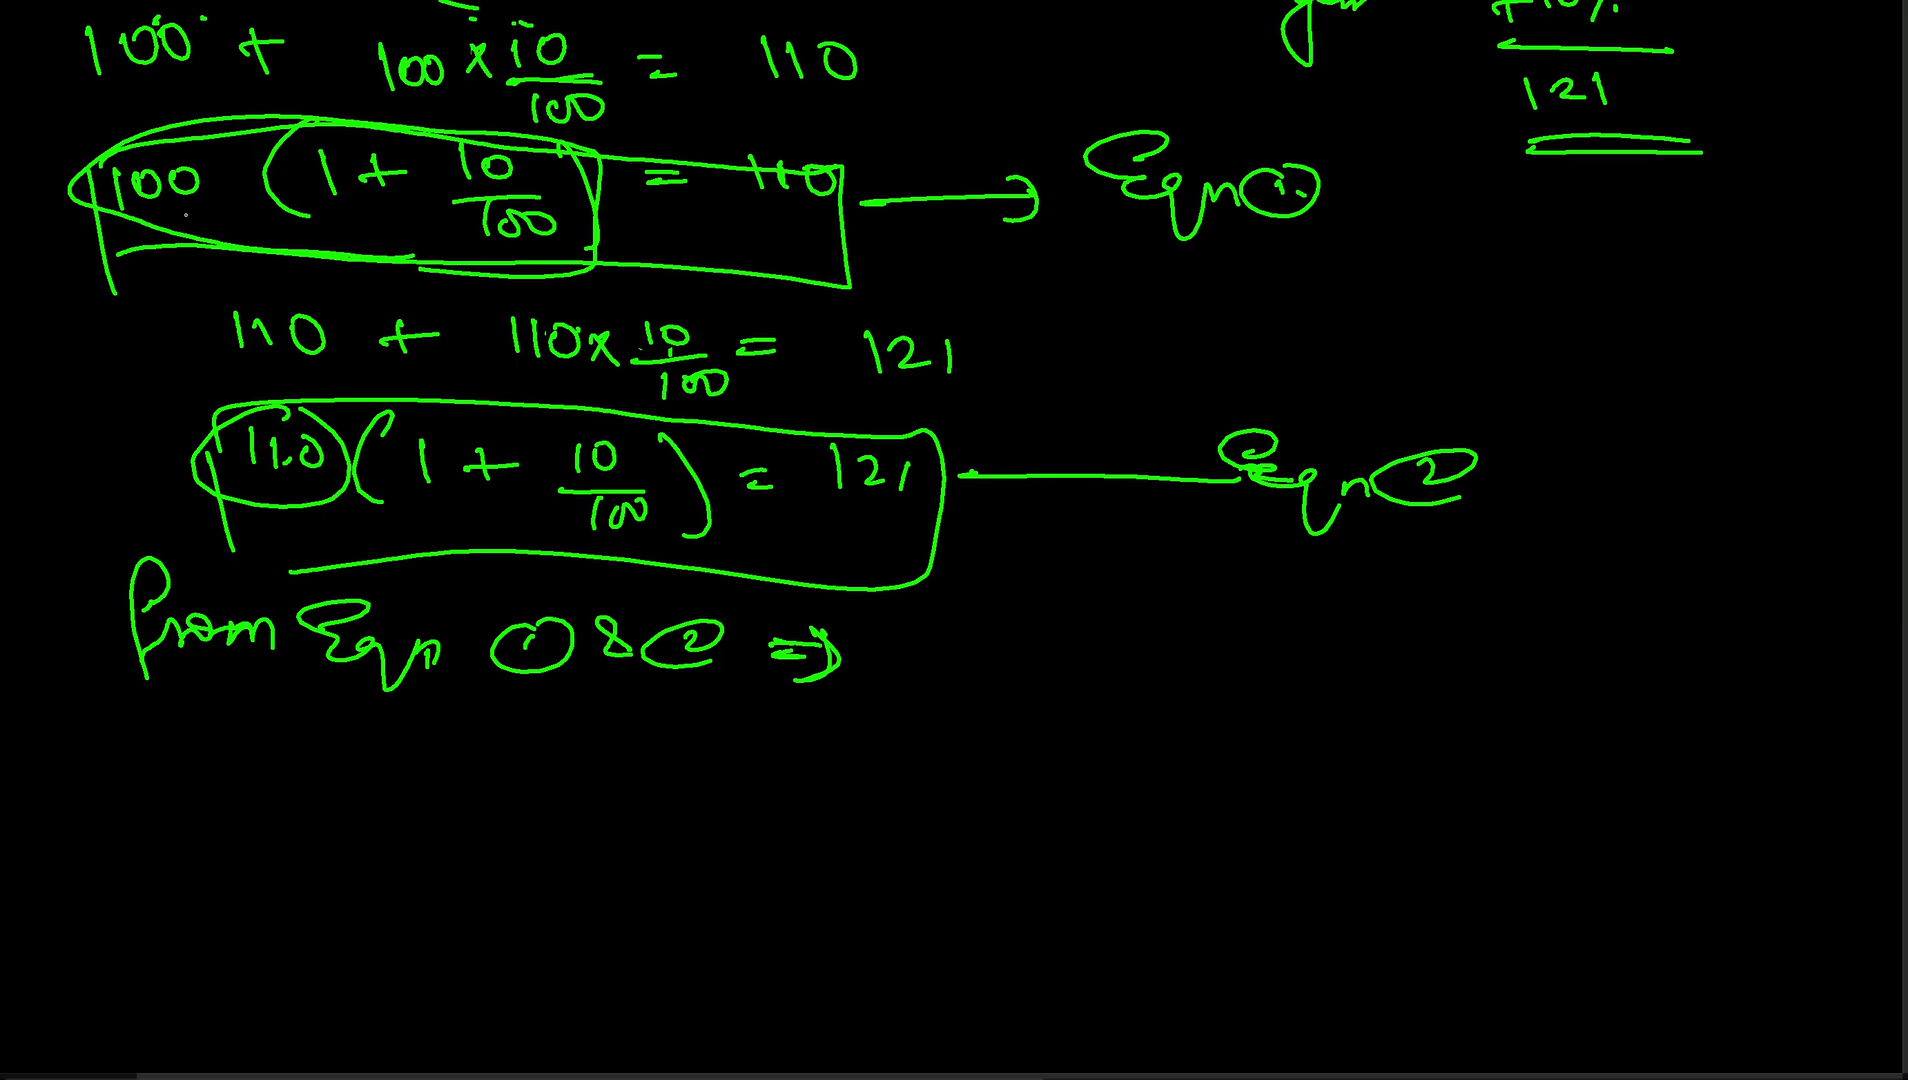 100 + 100 x 10/100 = 110
+10%
121
100 (1 + 10/100) = 110 → Eqn ①
110 + 110 x 10/100 = 121
110 (1 + 10/100) = 121 — Eqn ②
From Eqn ① & ② ⇒